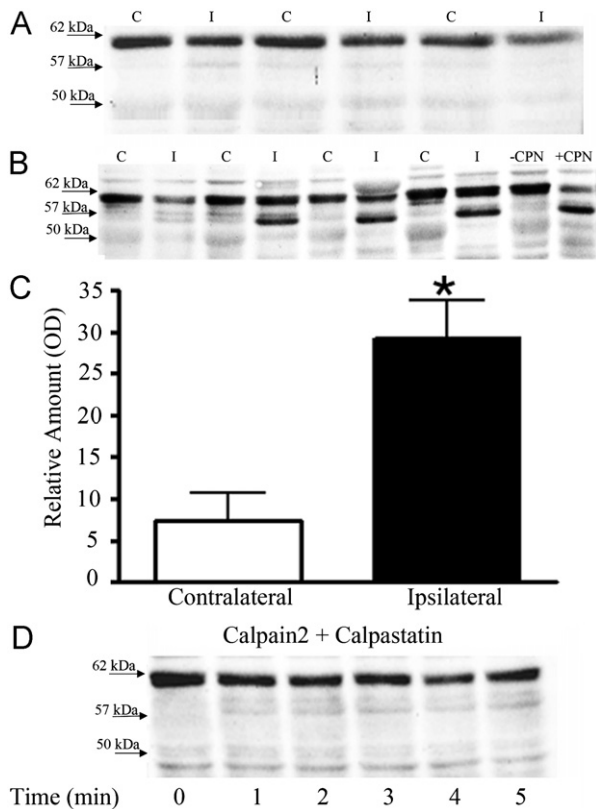 A
C I C I C I
62 kDa
57 kDa
50 kDa
B
C I C I C I C I -CPN +CPN
62 kDa
57 kDa
50 kDa
C
35
30
25
20
15
10
5
0
Relative Amount (OD)
*
Contralateral Ipsilateral
D
Calpain2 + Calpastatin
62 kDa
57 kDa
50 kDa
Time (min) 0 1 2 3 4 5